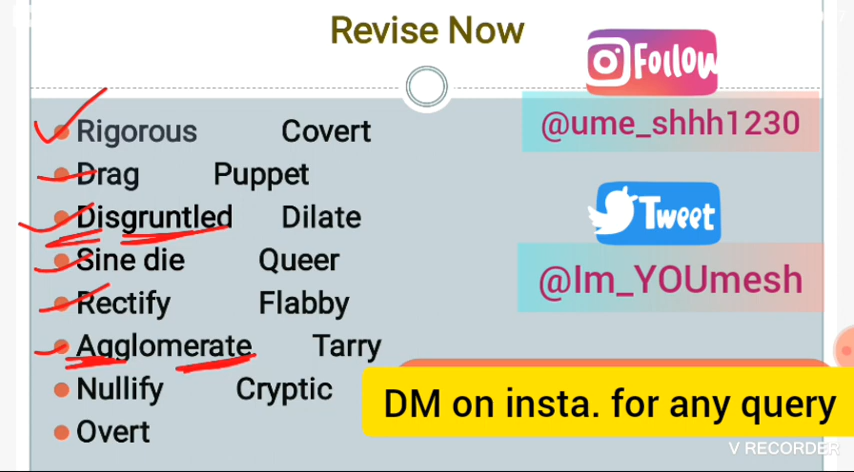 Revise Now
Follow
@ume_shhh1230
Rigorous Covert
Drag Puppet
Disgruntled Dilate
Tweet
@Im_YOUmesh
Sine die Queer
Rectify Flabby
Agglomerate Tarry
Nullify Cryptic
Overt
DM on insta. for any query
V RECORDER